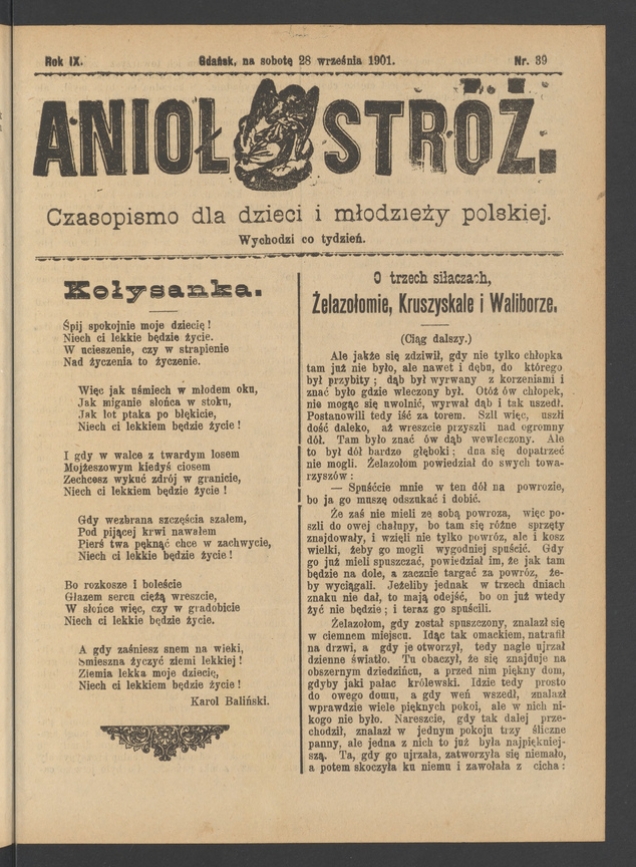 Rok IX.
Gdańsk, na sobotę 28 września 1901.
Nr. 39
ANIOŁ STRÓŻ.
Czasopismo dla dzieci i młodzieży polskiej.
Wychodzi co tydzień.
Kołysanka.
Śpij spokojnie moje dziecię!
Niech ci lekkie będzie życie.
W ucieszenie, czy w strapienie
Nad życzenia to życzenie.
Więc jak uśmiech w młodem oku,
Jak miganie słońca w stoku,
Jak lot ptaka po błękicie,
Niech ci lekkiem będzie życie!
I gdy w walce z twardym losem
Mojżeszowym kiedyś ciosem
Zechcesz wykuć zdrój w granicie,
Niech ci lekkiem będzie życie!
Gdy wezbrana szczęścia szałem,
Pod pijącej krwi nawałem
Pierś twa pęknąć chce w zachwycie,
Niech ci lekkie będzie życie!
Bo rozkosze i boleście
Głazem sercu ciężą wreszcie,
W słońce więc, czy w gradobicie
Niech ci lekkiem będzie życie.
A gdy zaśniesz snem na wieki,
Śmieszna życzyć ziemi lekkiej!
Ziemia lekka moje dziecię,
Niech ci lekkiem będzie życie!
Karol Baliński.
O trzech siłaczach,
Żelazołomie, Kruszyskale i Waliborze.
(Ciąg dalszy.)
Ale jakże się zdziwił, gdy nie tylko chłopka
tam już nie było, ale nawet i dębu, do którego
był przybity; dąb był wyrwany z korzeniami i
znać było gdzie wleczony był. Otóż ów chłopek,
nie mogąc się uwolnić, wyrwał dąb i tak uszedł.
Postanowili tedy iść za torem. Szli więc, uszli
dość daleko, aż wreszcie przyszli nad ogromny
dół. Tam było znać ów dąb wewleczony. Ale
to był dół bardzo głęboki; dna się dopatrzeć
nie mogli. Żelazołom powiedział do swych towa-
rzyszów:
— Spuśćcie mnie w ten dół na powrozie,
bo ja go muszę odszukać i dobić.
Że zaś nie mieli ze sobą powroza, więc po-
szli do owej chałupy, bo tam się różne sprzęty
znajdowały, i wzięli nie tylko powróz, ale i kosz
wielki, żeby go mogli wygodniej spuścić. Gdy
go już mieli spuszczać, powiedział im, że jak tam
będzie na dole, a zacznie targać za powróz, że-
by wyciągali. Jeżeliby jednak w trzech dniach
znaku nie dał, to mają odejść, bo on już wtedy
żyć nie będzie; i teraz go spuścili.
Żelazołom, gdy został spuszczony, znalazł się
w ciemnem miejscu. Idąc tak omackiem, natrafił
na drzwi, a gdy je otworzył, tedy nagle ujrzał
dzienne światło. Tu obaczył, że się znajduje na
obszernym dziedzińcu, a przed nim piękny dom,
gdyby jaki pałac królewski. Idzie tedy prosto
do owego domu, a gdy weń wszedł, znalazł
wprawdzie wiele pięknych pokoi, ale w nich ni-
kogo nie było. Nareszcie, gdy tak dalej prze-
chodził, znalazł w jednym pokoju trzy śliczne
panny, ale jedna z nich to już była najpiękniej-
szą. Ta, gdy go ujrzała, zatworzyła się niemało,
a potem skoczyła ku niemu i zawołała z cicha: